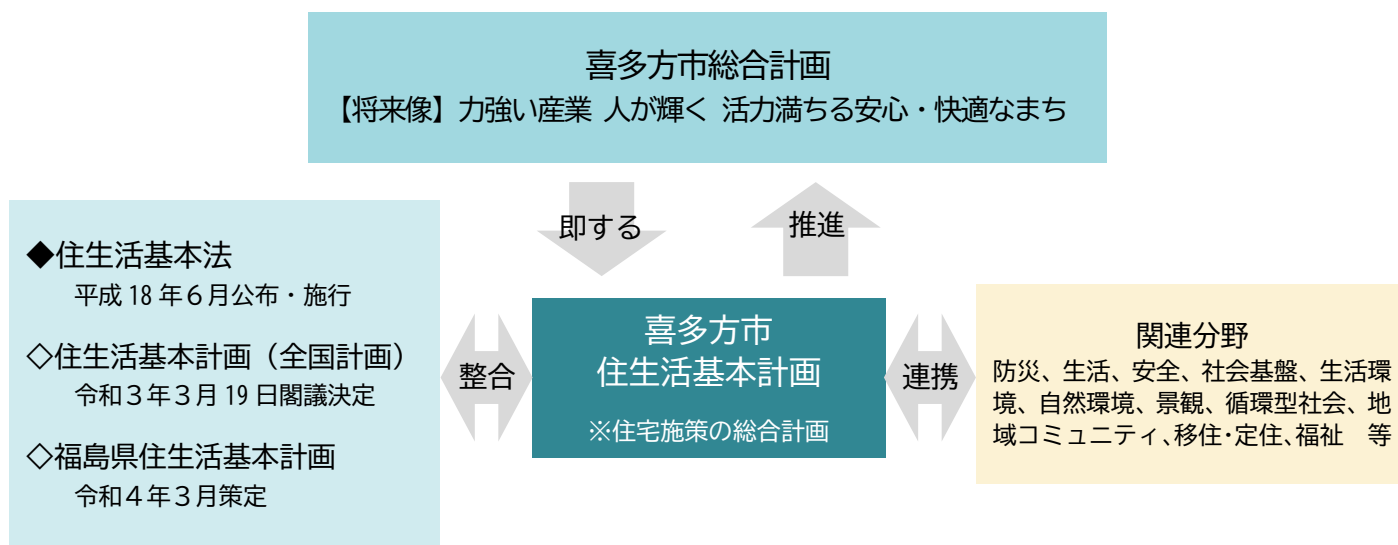 喜多方市総合計画
【将来像】力強い産業 人が輝く 活力満ちる安心・快適なまち
即する
推進
◆住生活基本法
平成18年６月公布・施行
◇住生活基本計画（全国計画）
令和３年３月19日閣議決定
◇福島県住生活基本計画
令和４年３月策定
整合
喜多方市
住生活基本計画
※住宅施策の総合計画
連携
関連分野
防災、生活、安全、社会基盤、生活環
境、自然環境、景観、循環型社会、地
域コミュニティ、移住・定住、福祉　等